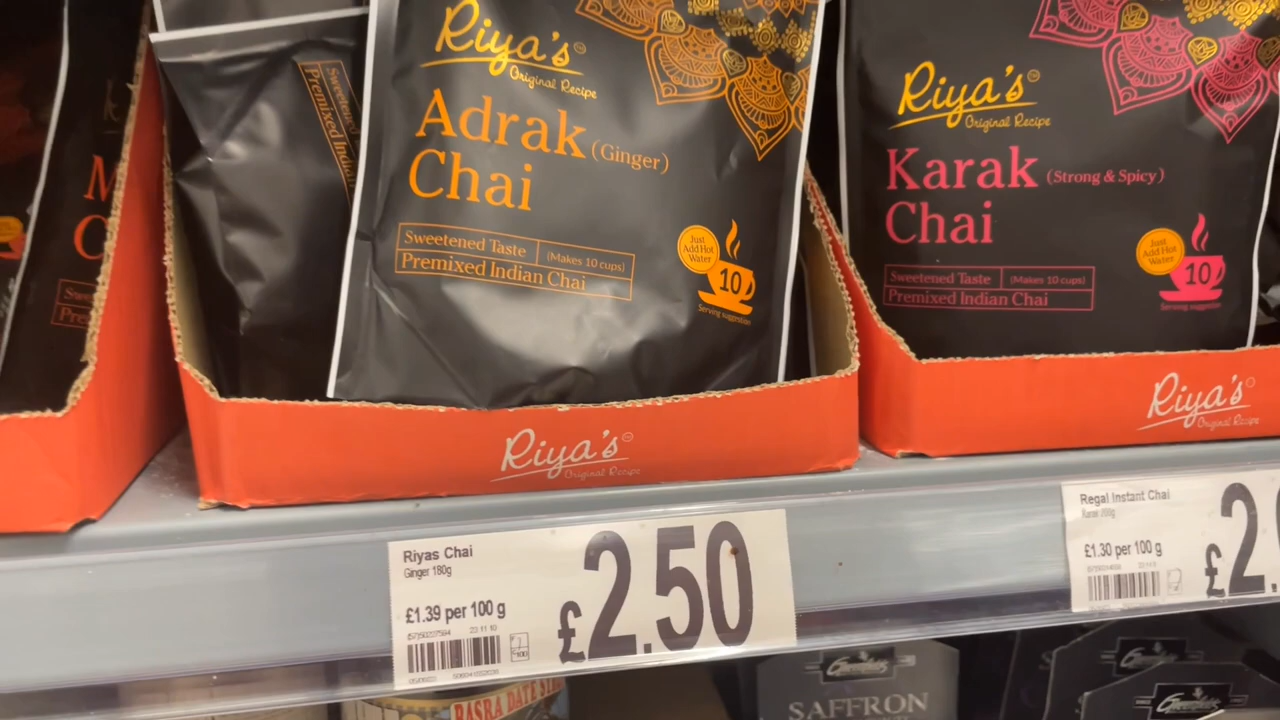 Riya's
Original Recipe
Adrak (Ginger)
Chai
Sweetened Taste (Makes 10 cups)
Premixed Indian Chai
Just
Add Hot
Water
10
Serving suggestion
Sweetened
Premixed Indian
Riya's
Original Recipe
Karak (Strong & Spicy)
Chai
Sweetened Taste (Makes 10 cups)
Premixed Indian Chai
Just
Add Hot
Water
10
Serving suggestion
M
C
Riya's
Original Recipe
Riya's
Original Recipe
Riyas Chai
Ginger 180g
£1.39 per 100 g
£2.50
Regal Instant Chai
Karak 200g
£1.30 per 100 g
£2.
BASRA DATE
SAFFRON